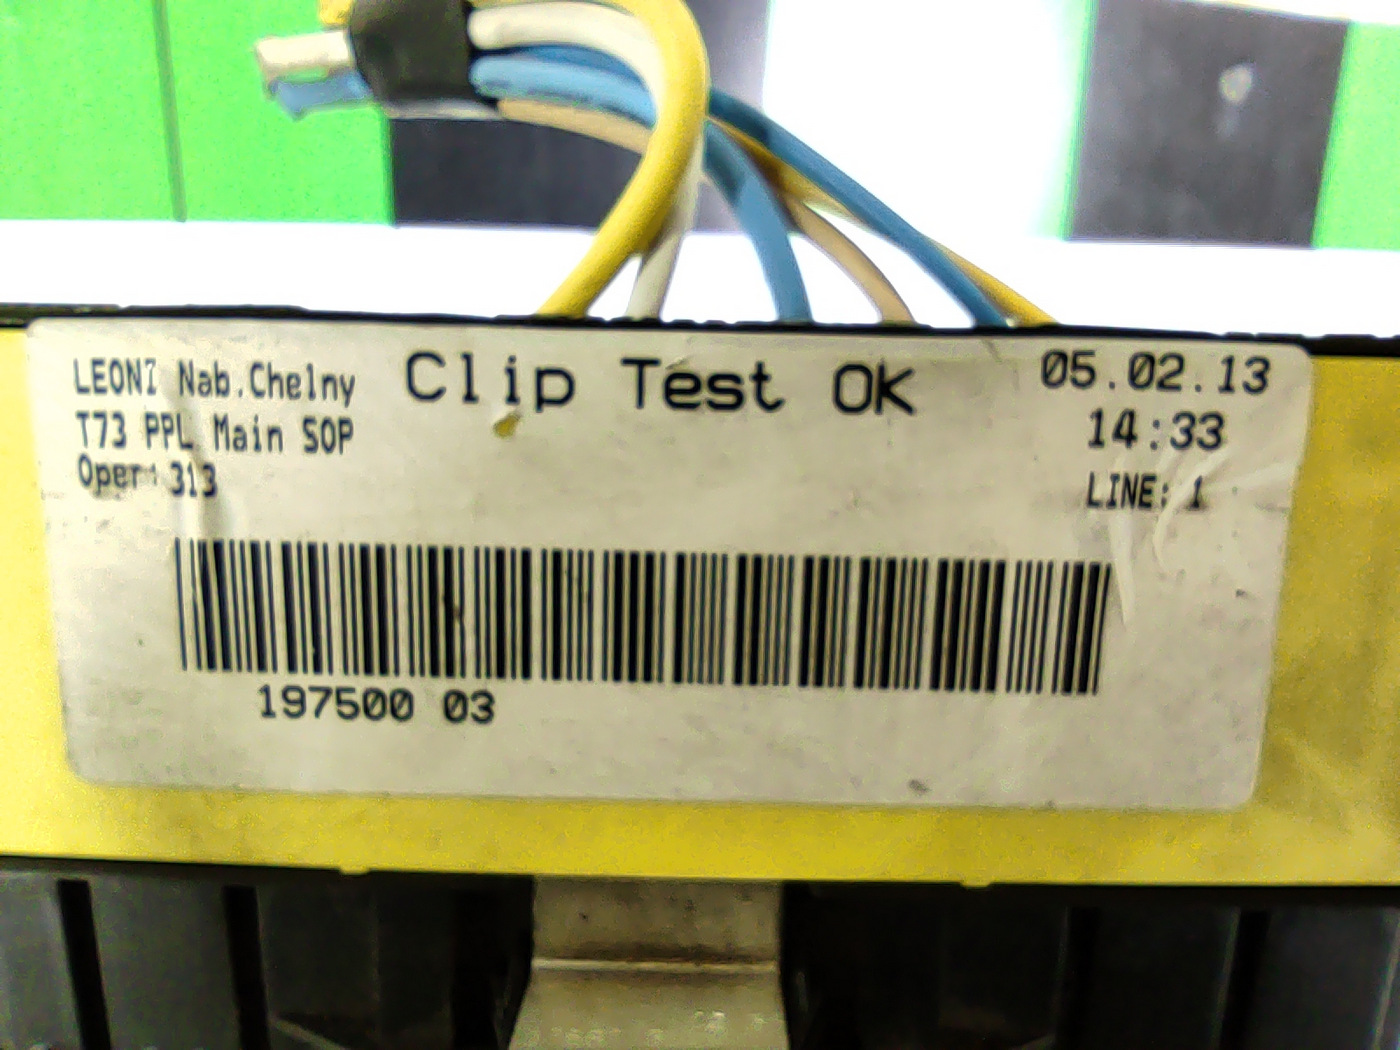 LEONI Nab.Chelny
T73 PPL Main SOP
Oper: 313
Clip Test OK
05.02.13
14:33
LINE: 1
197500 03